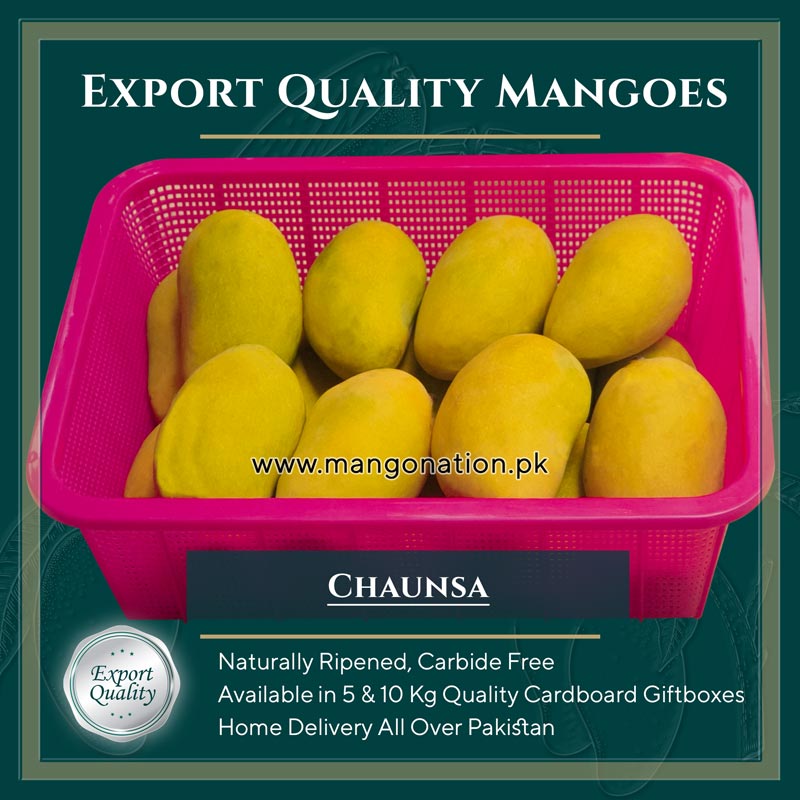 Export Quality Mangoes
www.mangonation.pk
Chaunsa
Export
Quality
Naturally Ripened, Carbide Free
Available in 5 & 10 Kg Quality Cardboard Giftboxes
Home Delivery All Over Pakistan